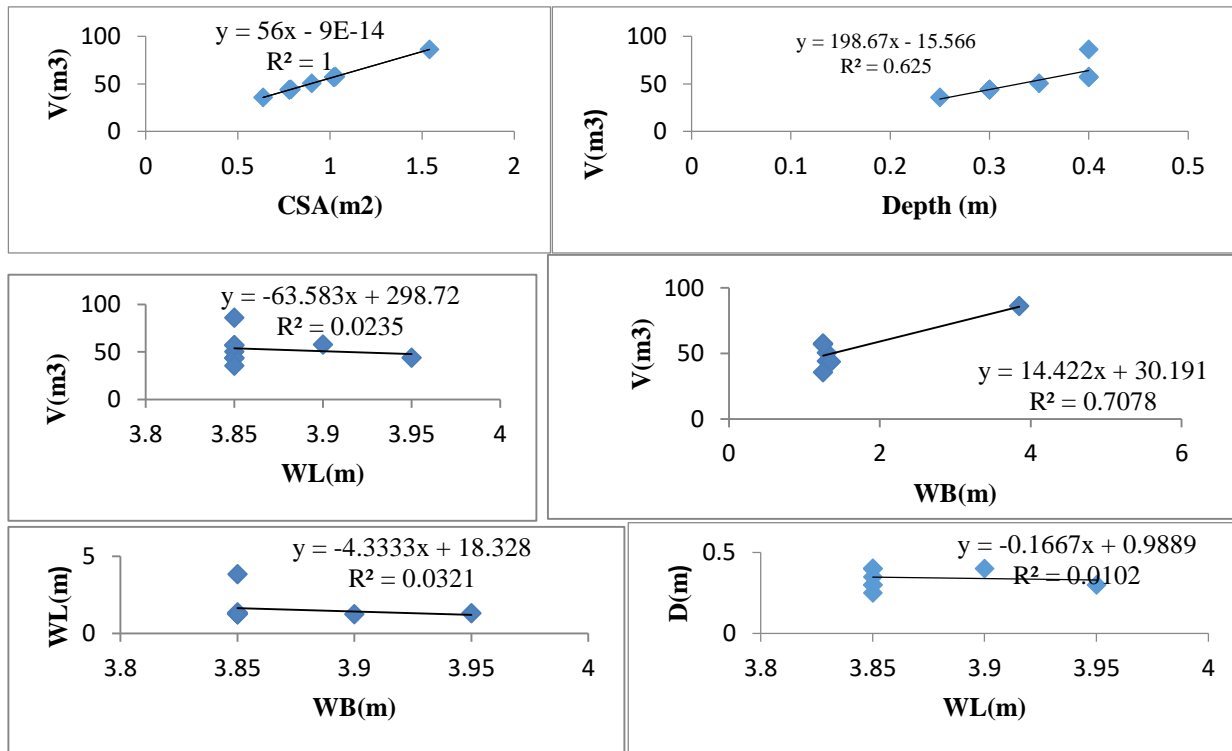 y = 56x - 9E-14
R² = 1
V(m3)
100
50
0
0
0.5
1
1.5
2
CSA(m2)
y = 198.67x - 15.566
R² = 0.625
V(m3)
100
50
0
0
0.1
0.2
0.3
0.4
0.5
Depth (m)
y = -63.583x + 298.72
R² = 0.0235
V(m3)
100
50
0
3.8
3.85
3.9
3.95
4
WL(m)
V(m3)
100
50
0
y = 14.422x + 30.191
R² = 0.7078
0
2
4
6
WB(m)
y = -4.3333x + 18.328
R² = 0.0321
WL(m)
5
0
3.8
3.85
3.9
3.95
4
WB(m)
y = -0.1667x + 0.9889
R² = 0.0102
D(m)
0.5
0
3.8
3.85
3.9
3.95
4
WL(m)